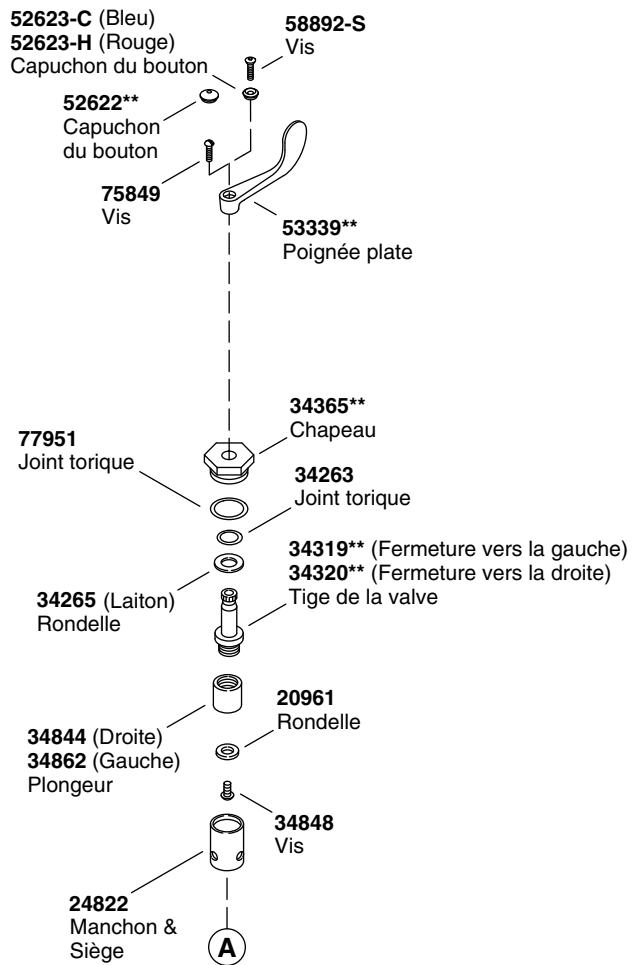 52623-C (Bleu)
52623-H (Rouge)
Capuchon du bouton
58892-S
Vis
52622**
Capuchon
du bouton
75849
Vis
53339**
Poignée plate
34365**
Chapeau
77951
Joint torique
34263
Joint torique
34319** (Fermeture vers la gauche)
34320** (Fermeture vers la droite)
Tige de la valve
34265 (Laiton)
Rondelle
20961
Rondelle
34844 (Droite)
34862 (Gauche)
Plongeur
34848
Vis
24822
Manchon &
Siège
A